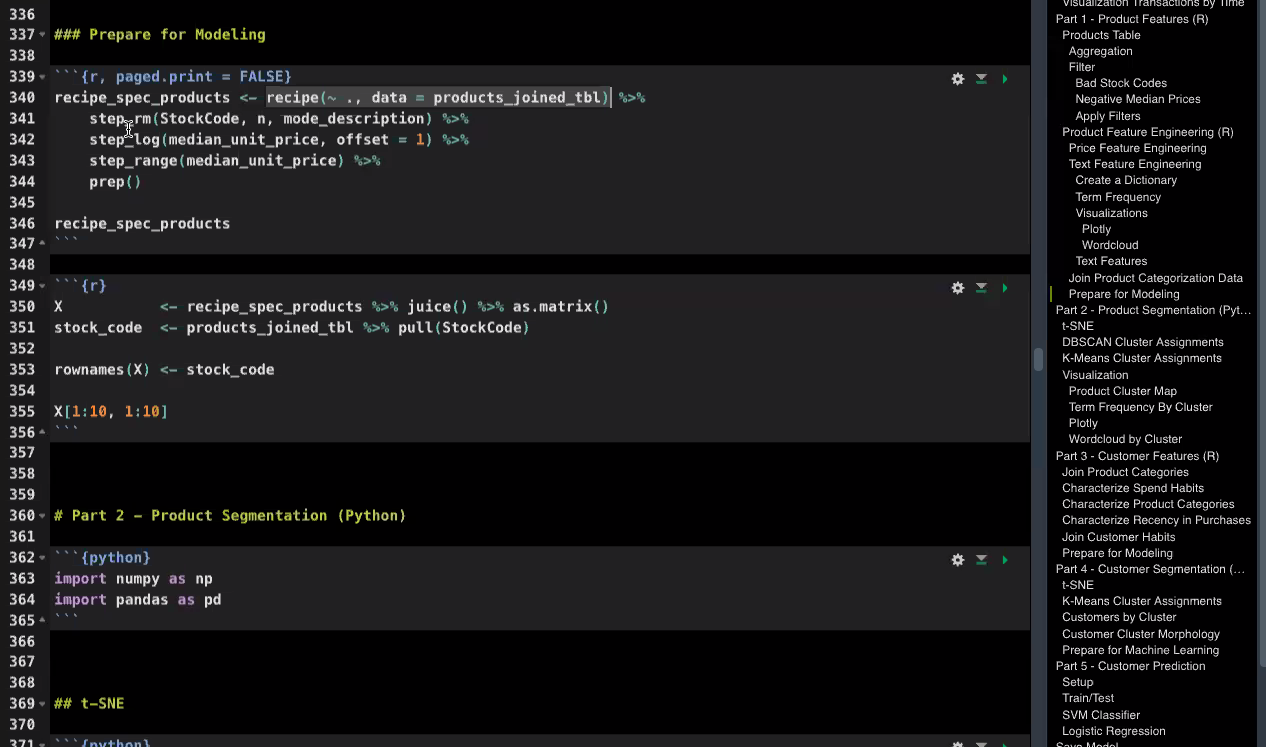 336
337 ### Prepare for Modeling
338
339 ```{r, paged.print = FALSE}
340 recipe_spec_products <- recipe(~ ., data = products_joined_tbl) %>%
341 step_rm(StockCode, n, mode_description) %>%
342 step_log(median_unit_price, offset = 1) %>%
343 step_range(median_unit_price) %>%
344 prep()
345
346 recipe_spec_products
347 ```
348
349 ```{r}
350 X <- recipe_spec_products %>% juice() %>% as.matrix()
351 stock_code <- products_joined_tbl %>% pull(StockCode)
352
353 rownames(X) <- stock_code
354
355 X[1:10, 1:10]
356 ```
357
358
359
360 # Part 2 - Product Segmentation (Python)
361
362 ```{python}
363 import numpy as np
364 import pandas as pd
365 ```
366
367
368
369 ## t-SNE
370
371 ```{python}
Visualization Transactions by Time
Part 1 - Product Features (R)
Products Table
Aggregation
Filter
Bad Stock Codes
Negative Median Prices
Apply Filters
Product Feature Engineering (R)
Price Feature Engineering
Text Feature Engineering
Create a Dictionary
Term Frequency
Visualizations
Plotly
Wordcloud
Text Features
Join Product Categorization Data
Prepare for Modeling
Part 2 - Product Segmentation (Pyt...
t-SNE
DBSCAN Cluster Assignments
K-Means Cluster Assignments
Visualization
Product Cluster Map
Term Frequency By Cluster
Plotly
Wordcloud by Cluster
Part 3 - Customer Features (R)
Join Product Categories
Characterize Spend Habits
Characterize Product Categories
Characterize Recency in Purchases
Join Customer Habits
Prepare for Modeling
Part 4 - Customer Segmentation (...
t-SNE
K-Means Cluster Assignments
Customers by Cluster
Customer Cluster Morphology
Prepare for Machine Learning
Part 5 - Customer Prediction
Setup
Train/Test
SVM Classifier
Logistic Regression
Save Model